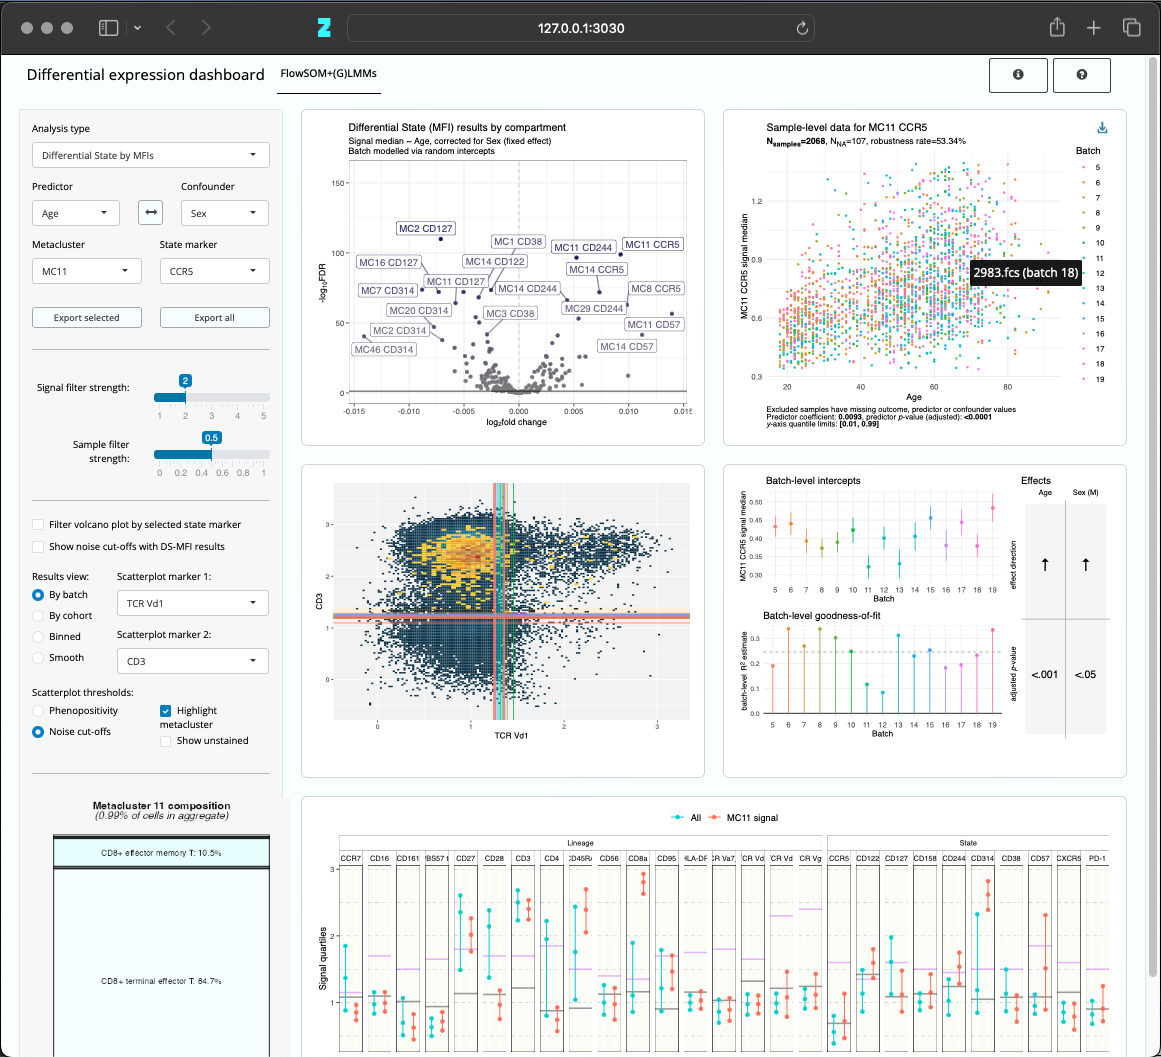 127.0.0.1:3030
Differential expression dashboard
FlowSOM+(G)LMMs
Analysis type
Differential State by MFIs
Predictor
Confounder
Age
Sex
Metacluster
State marker
MC11
CCR5
Export selected
Export all
Signal filter strength:
2
1 2 3 4 5
Sample filter
strength:
0.5
0 0.2 0.4 0.6 0.8 1
Filter volcano plot by selected state marker
Show noise cut-offs with DS-MFI results
Results view:
By batch
By cohort
Binned
Smooth
Scatterplot marker 1:
TCR Vd1
Scatterplot marker 2:
CD3
Scatterplot thresholds:
Phenopositivity
Noise cut-offs
Highlight
metacluster
Show unstained
Metacluster 11 composition
(0.99% of cells in aggregate)
CD8+ effector memory T: 10.5%
CD8+ terminal effector T: 84.7%
Differential State (MFI) results by compartment
Signal median ~ Age, corrected for Sex (fixed effect)
Batch modelled via random intercepts
-log₁₀FDR
150
100
50
0
MC2 CD127
MC1 CD38
MC11 CD244
MC11 CCR5
MC16 CD127
MC14 CD122
MC14 CCR5
MC11 CD127
MC7 CD314
MC14 CD244
MC8 CCR5
MC20 CD314
MC3 CD38
MC29 CD244
MC2 CD314
MC11 CD57
MC46 CD314
MC14 CD57
-0.015 -0.010 -0.005 0.000 0.005 0.010 0.015
log₂fold change
Sample-level data for MC11 CCR5
Nsamples=2068, NNA=107, robustness rate=53.34%
MC11 CCR5 signal median
1.2
0.9
0.6
0.3
20 40 60 80
Age
2983.fcs (batch 18)
Batch
5
6
7
8
9
10
11
12
13
14
15
16
17
18
19
Excluded samples have missing outcome, predictor or confounder values
Predictor coefficient: 0.0093, predictor p-value (adjusted): <0.0001
y-axis quantile limits: [0.01, 0.99]
CD3
3
2
1
0
0 1 2 3
TCR Vd1
Batch-level intercepts
MC11 CCR5 signal median
0.50
0.45
0.40
0.35
0.30
5 6 7 8 9 10 11 12 13 14 15 16 17 18 19
Batch
Batch-level goodness-of-fit
batch-level R² estimate
0.3
0.2
0.1
0.0
5 6 7 8 9 10 11 12 13 14 15 16 17 18 19
Batch
Effects
Age
Sex (M)
effect direction
↑ ↑
adjusted p-value
<.001
<.05
All
MC11 signal
Lineage
State
CCR7 CD16 CD161 CD27 CD28 CD3 CD4 CD45RA CD56 CD8a CD95 HLA-DR CR Va7 CR Vd CR Vd CR Vg CCR5 CD122 CD127 CD158 CD244 CD314 CD38 CD57 CXCR5 PD-1
Signal quartiles
3
2
1